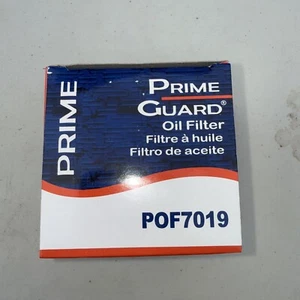 PRIME
PRIME
GUARD®
Oil Filter
Filtre à huile
Filtro de aceite
POF7019